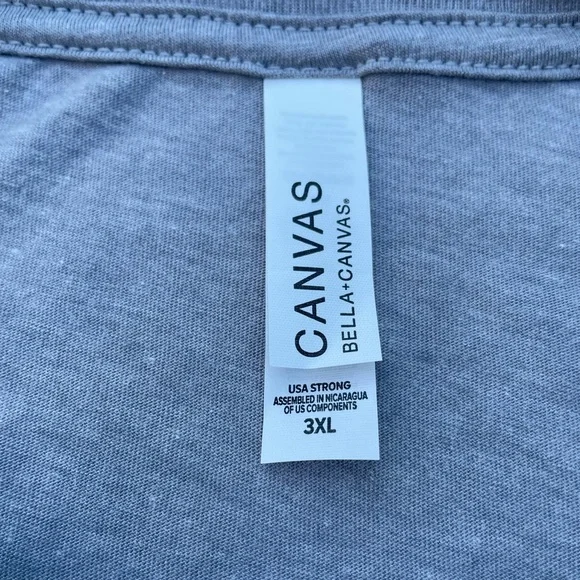 CANVAS
BELLA+CANVAS®
USA STRONG
ASSEMBLED IN NICARAGUA
OF US COMPONENTS
3XL